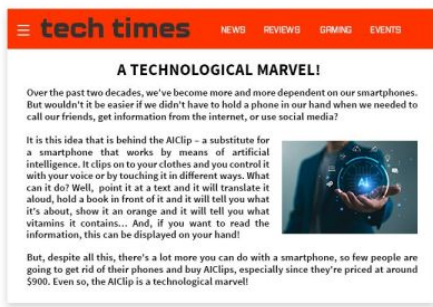 tech times
NEWS REVIEWS GAMING EVENTS
A TECHNOLOGICAL MARVEL!
Over the past two decades, we've become more and more dependent on our smartphones.
But wouldn't it be easier if we didn't have to hold a phone in our hand when we needed to
call our friends, get information from the internet, or use social media?
It is this idea that is behind the AIClip – a substitute for
a smartphone that works by means of artificial
intelligence. It clips on to your clothes and you control it
with your voice or by touching it in different ways. What
can it do? Well, point it at a text and it will translate it
aloud, hold a book in front of it and it will tell you what
it's about, show it an orange and it will tell you what
vitamins it contains... And, if you want to read the
information, this can be displayed on your hand!
AI
But, despite all this, there's a lot more you can do with a smartphone, so few people are
going to get rid of their phones and buy AIClips, especially since they're priced at around
$900. Even so, the AIClip is a technological marvel!